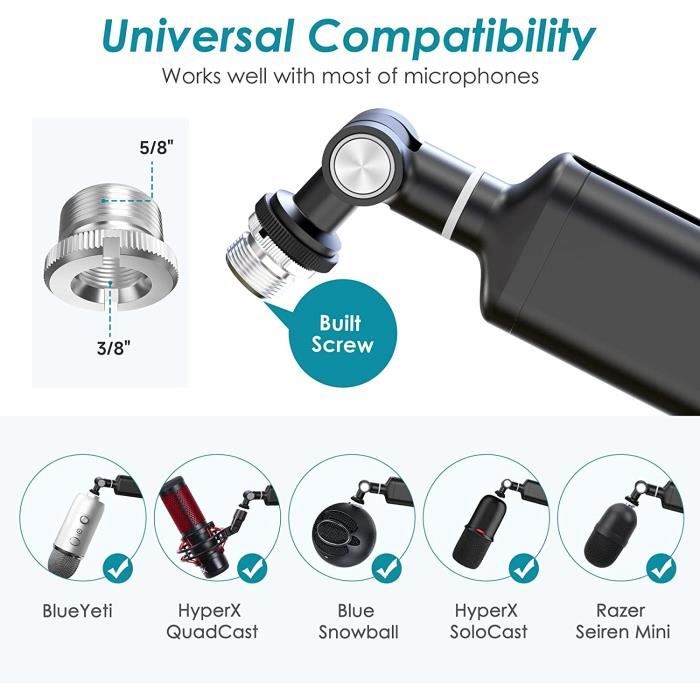 Universal Compatibility
Works well with most of microphones
5/8"
3/8"
Built
Screw
BlueYeti
HyperX
QuadCast
Blue
Snowball
HyperX
SoloCast
Razer
Seiren Mini